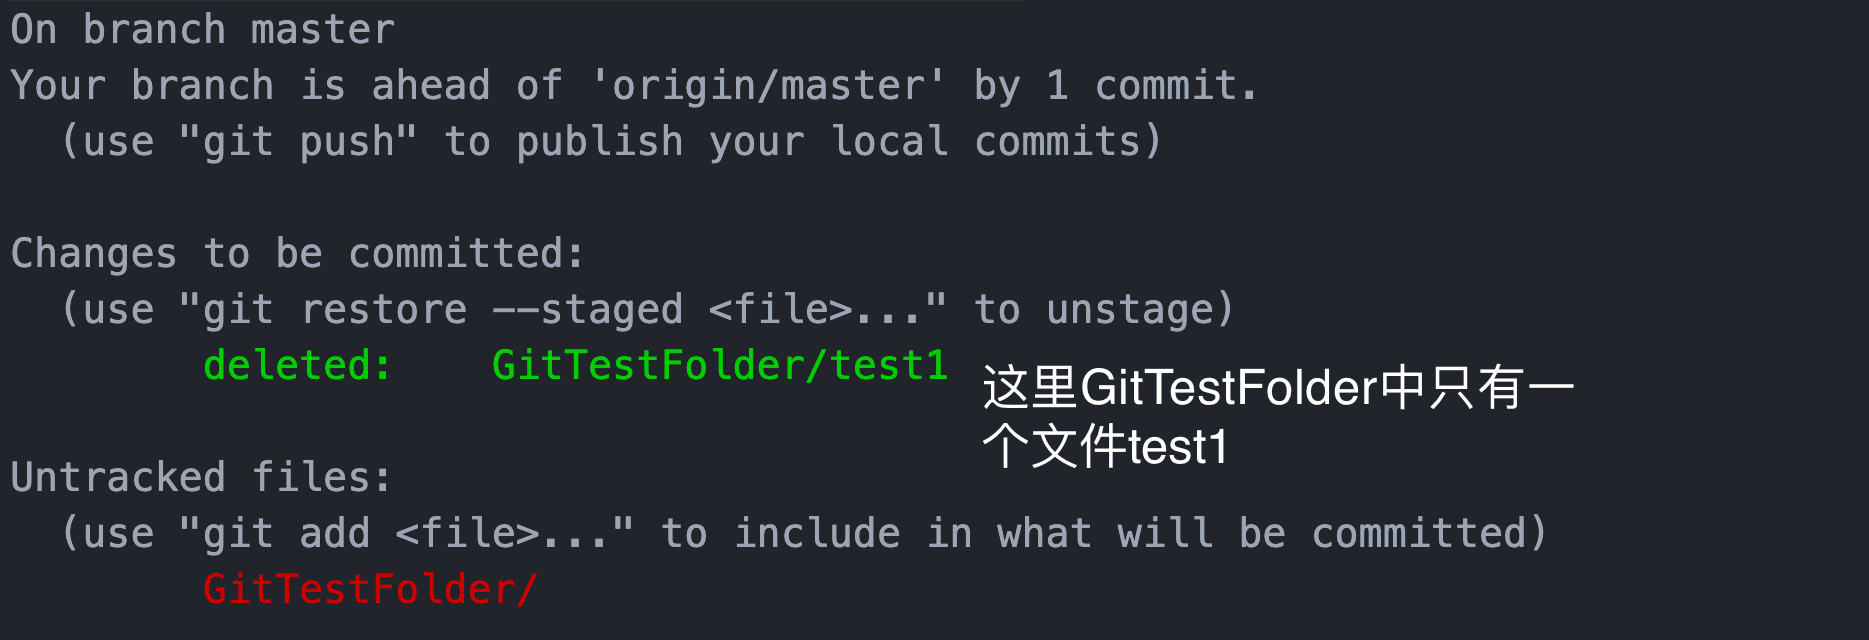 On branch master
Your branch is ahead of 'origin/master' by 1 commit.
  (use "git push" to publish your local commits)
Changes to be committed:
  (use "git restore --staged <file>..." to unstage)
        deleted:    GitTestFolder/test1
这里GitTestFolder中只有一
个文件test1
Untracked files:
  (use "git add <file>..." to include in what will be committed)
        GitTestFolder/